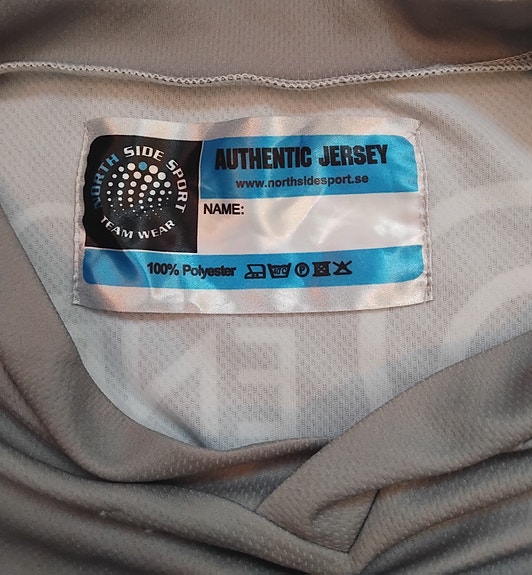 NORTH SIDE SPORT
TEAM WEAR
AUTHENTIC JERSEY
www.northsidesport.se
NAME:
100% Polyester